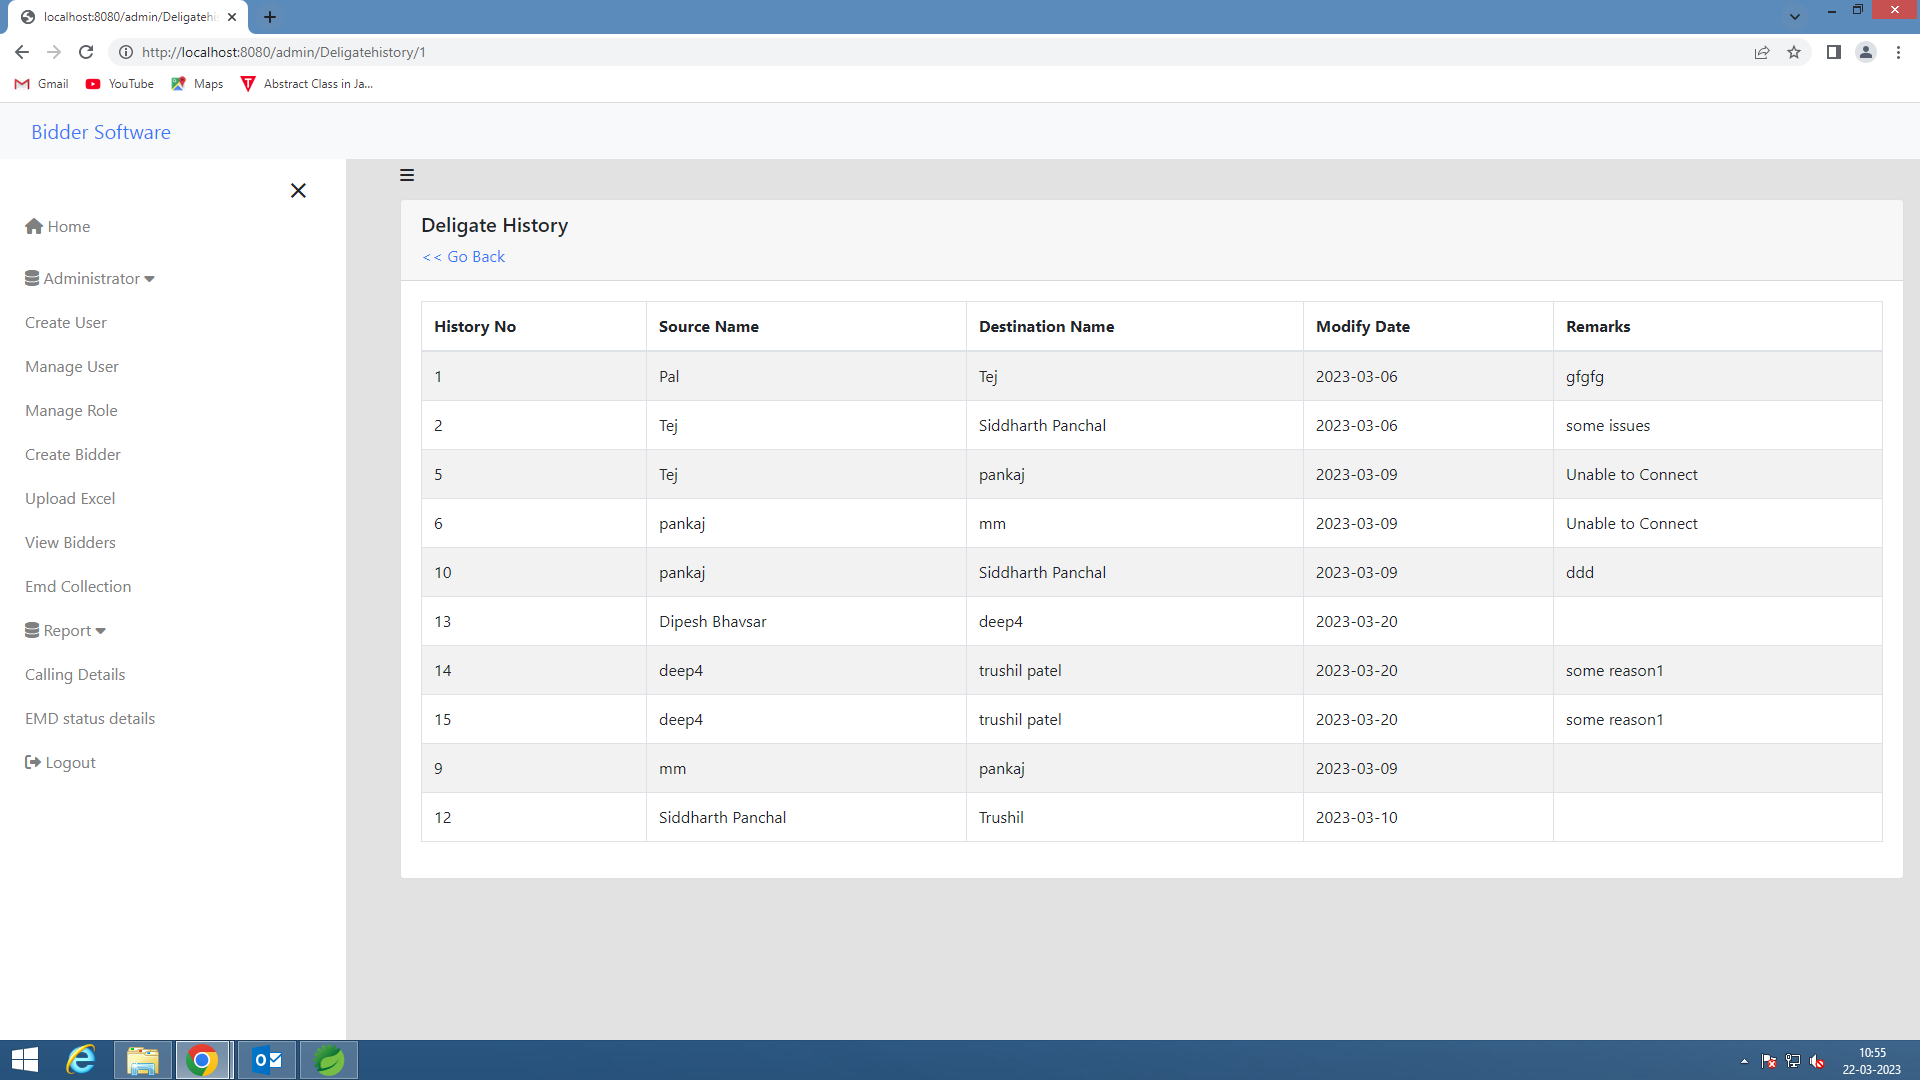 localhost:8080/admin/Deligatehi
http://localhost:8080/admin/Deligatehistory/1
Gmail YouTube Maps Abstract Class in Ja...
Bidder Software
Home
Administrator
Create User
Manage User
Manage Role
Create Bidder
Upload Excel
View Bidders
Emd Collection
Report
Calling Details
EMD status details
Logout
Deligate History
<< Go Back
History No Source Name Destination Name Modify Date Remarks
1 Pal Tej 2023-03-06 gfgfg
2 Tej Siddharth Panchal 2023-03-06 some issues
5 Tej pankaj 2023-03-09 Unable to Connect
6 pankaj mm 2023-03-09 Unable to Connect
10 pankaj Siddharth Panchal 2023-03-09 ddd
13 Dipesh Bhavsar deep4 2023-03-20
14 deep4 trushil patel 2023-03-20 some reason1
15 deep4 trushil patel 2023-03-20 some reason1
9 mm pankaj 2023-03-09
12 Siddharth Panchal Trushil 2023-03-10
10:55
22-03-2023